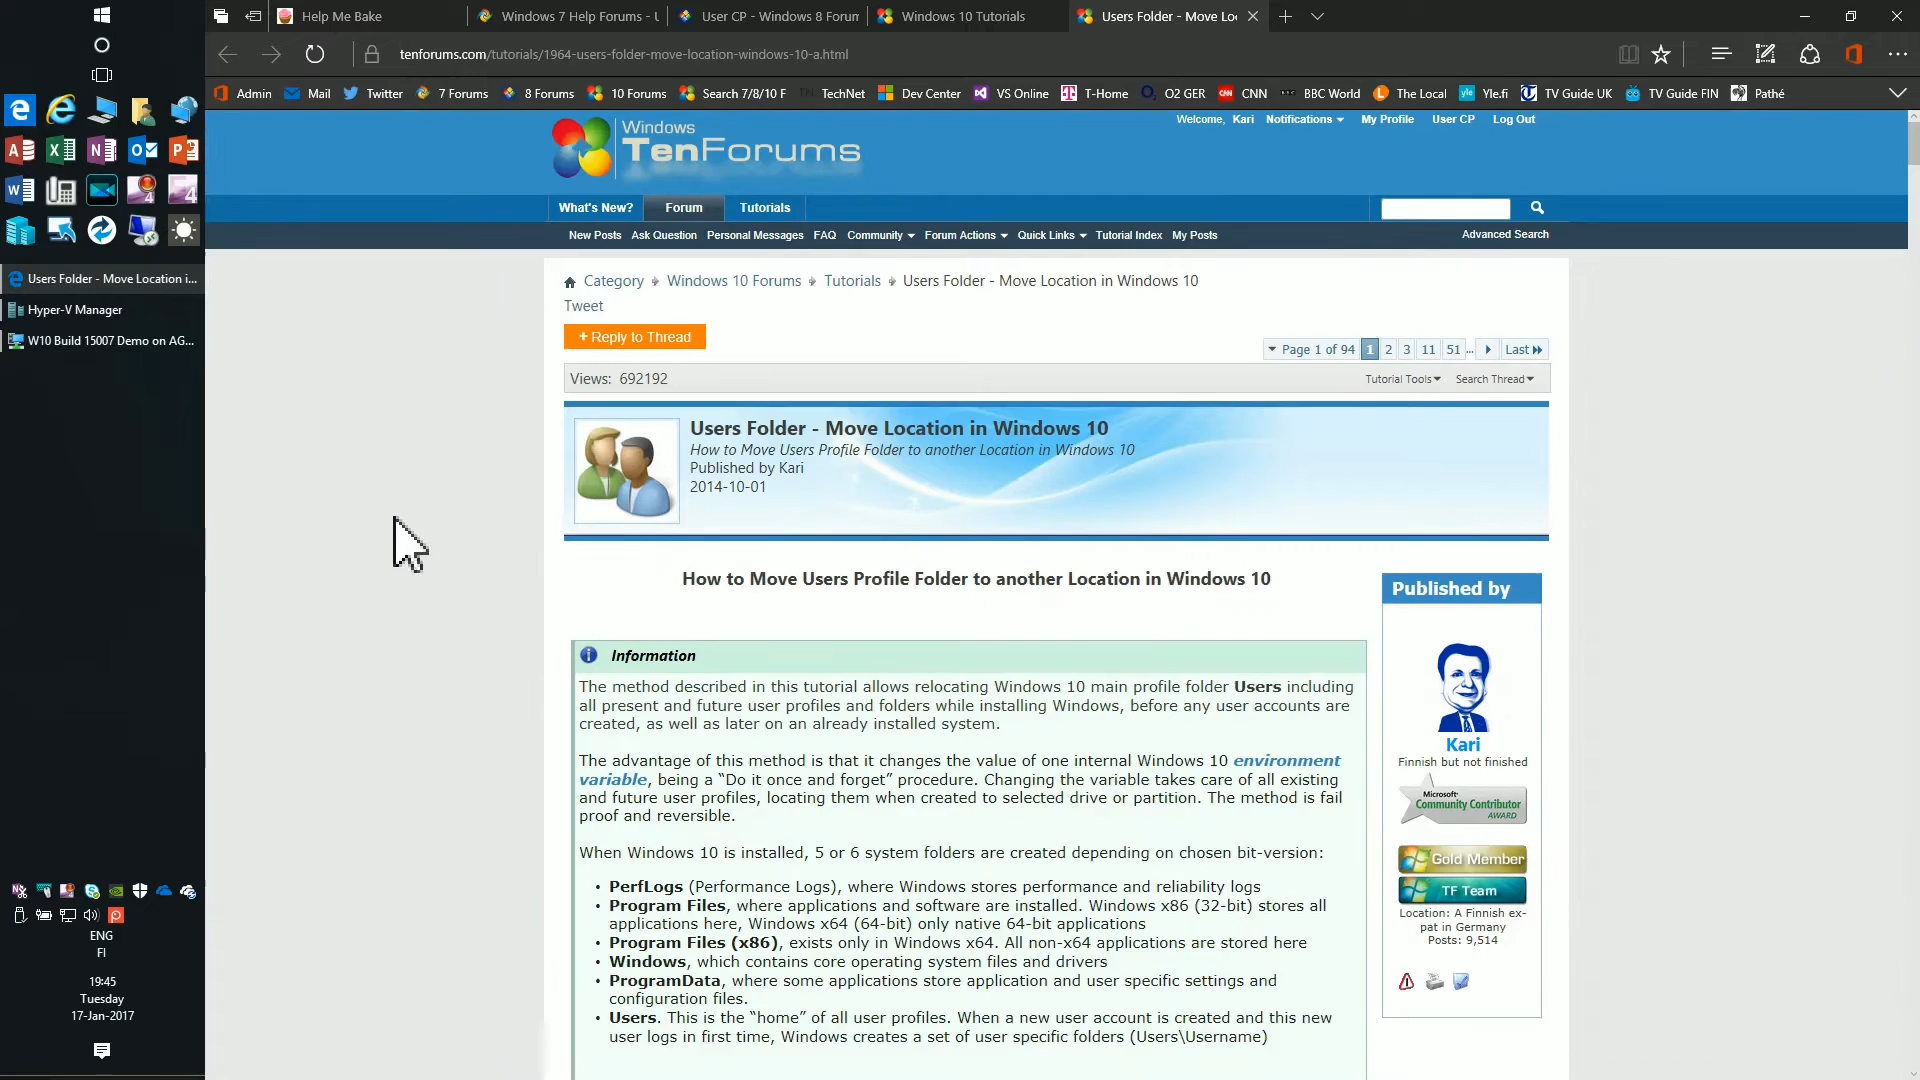 Help Me Bake
Windows 7 Help Forums - U
User CP - Windows 8 Forum
Windows 10 Tutorials
Users Folder - Move Lo
tenforums.com/tutorials/1964-users-folder-move-location-windows-10-a.html
Admin Mail Twitter 7 Forums 8 Forums 10 Forums Search 7/8/10 F TechNet Dev Center VS Online T-Home O2 GER CNN BBC World The Local Yle.fi TV Guide UK TV Guide FIN Pathé
Users Folder - Move Location i...
Hyper-V Manager
W10 Build 15007 Demo on AG...
ENG
FI
19:45
Tuesday
17-Jan-2017
Welcome, Kari Notifications My Profile User CP Log Out
Windows
TenForums
What's New? Forum Tutorials
New Posts Ask Question Personal Messages FAQ Community Forum Actions Quick Links Tutorial Index My Posts Advanced Search
Category Windows 10 Forums Tutorials Users Folder - Move Location in Windows 10
Tweet
+ Reply to Thread
Page 1 of 94 1 2 3 11 51 ... Last
Views: 692192 Tutorial Tools Search Thread
Users Folder - Move Location in Windows 10
How to Move Users Profile Folder to another Location in Windows 10
Published by Kari
2014-10-01
How to Move Users Profile Folder to another Location in Windows 10
Information
The method described in this tutorial allows relocating Windows 10 main profile folder Users including
all present and future user profiles and folders while installing Windows, before any user accounts are
created, as well as later on an already installed system.
The advantage of this method is that it changes the value of one internal Windows 10 environment
variable, being a “Do it once and forget” procedure. Changing the variable takes care of all existing
and future user profiles, locating them when created to selected drive or partition. The method is fail
proof and reversible.
When Windows 10 is installed, 5 or 6 system folders are created depending on chosen bit-version:
• PerfLogs (Performance Logs), where Windows stores performance and reliability logs
• Program Files, where applications and software are installed. Windows x86 (32-bit) stores all
applications here, Windows x64 (64-bit) only native 64-bit applications
• Program Files (x86), exists only in Windows x64. All non-x64 applications are stored here
• Windows, which contains core operating system files and drivers
• ProgramData, where some applications store application and user specific settings and
configuration files.
• Users. This is the “home” of all user profiles. When a new user account is created and this new
user logs in first time, Windows creates a set of user specific folders (Users\Username)
Published by
Kari
Finnish but not finished
Microsoft
Community Contributor
AWARD
Gold Member
TF Team
Location: A Finnish ex-
pat in Germany
Posts: 9,514